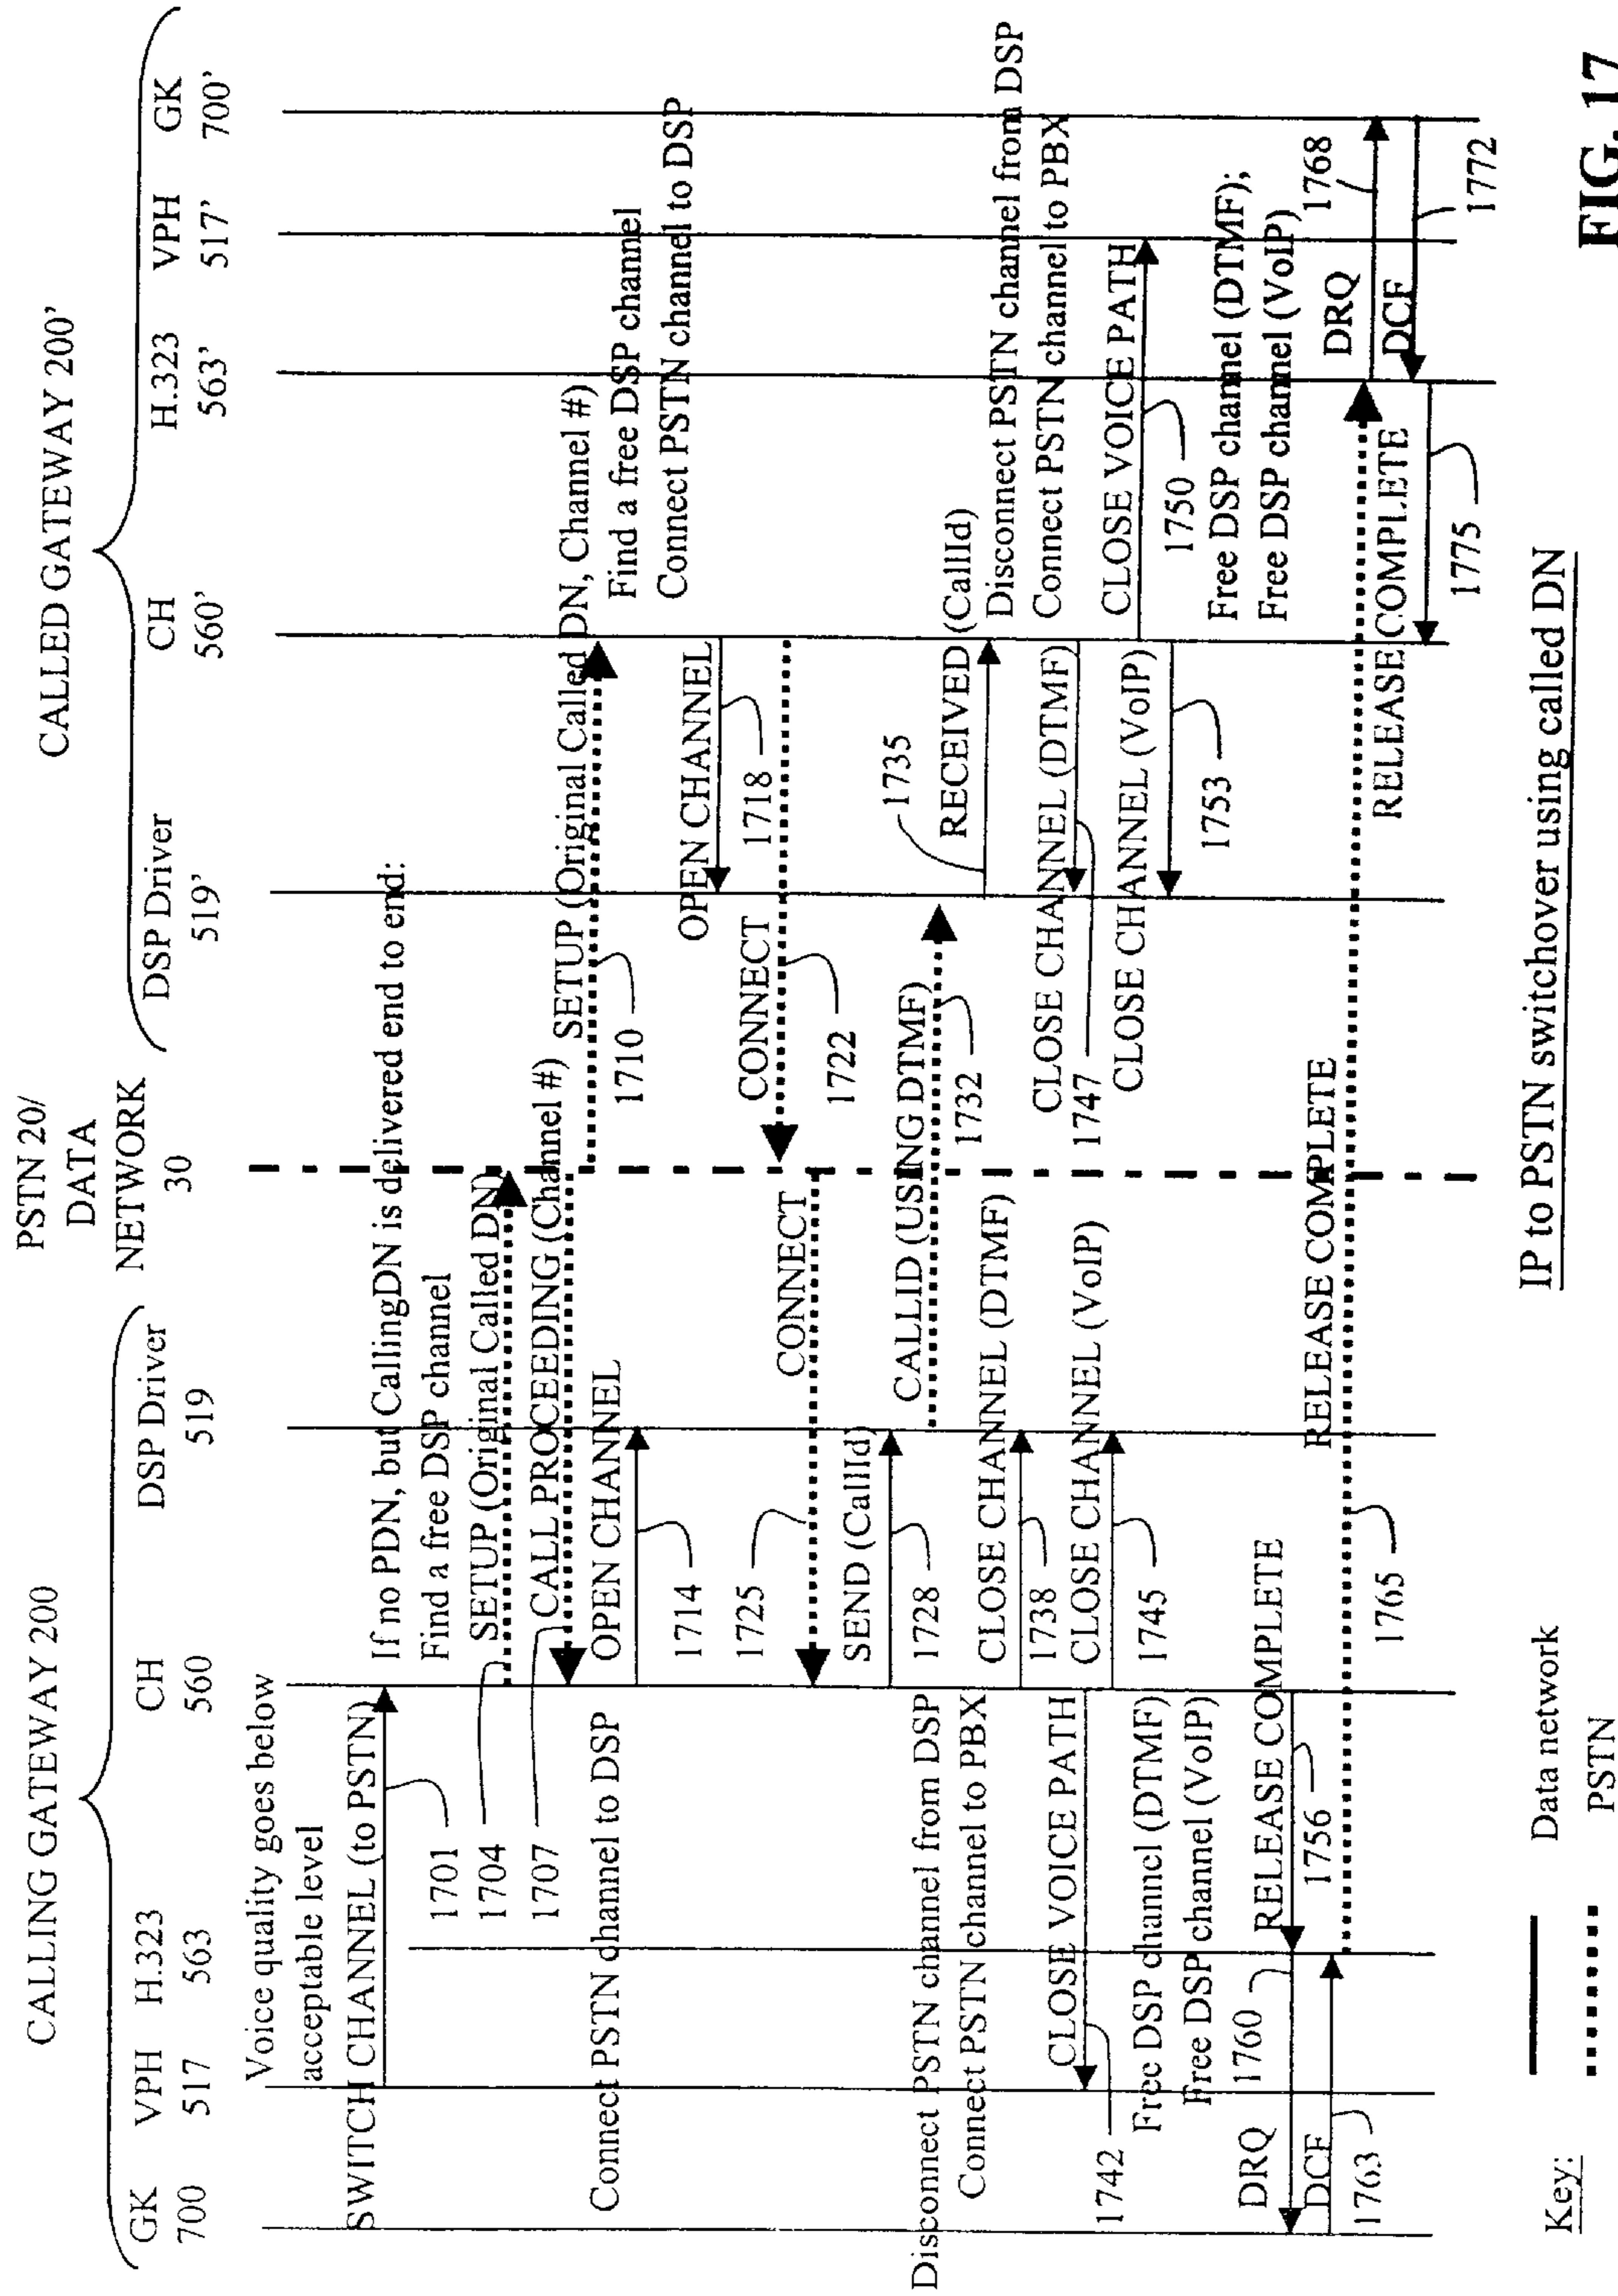 CALLING GATEWAY 200
PSTN 20/
DATA
NETWORK
30
CALLED GATEWAY 200'
GK
700
VPH
517
H.323
563
CH
560
DSP Driver
519
DSP Driver
519'
CH
560'
H.323
563'
VPH
517'
GK
700'
Voice quality goes below
acceptable level
SWITCH CHANNEL (to PSTN)
1701
If no PDN, but CallingDN is delivered end to end:
Find a free DSP channel
SETUP (Original Called DN)
1704
CALL PROCEEDING (Channel #)
1707
SETUP (Original Called DN, Channel #)
1710
Find a free DSP channel
Connect PSTN channel to DSP
Connect PSTN channel to DSP
OPEN CHANNEL
1714
OPEN CHANNEL
1718
CONNECT
1722
CONNECT
1725
SEND (CallId)
1728
CALLID (USING DTMF)
1732
1735
RECEIVED (CallId)
Disconnect PSTN channel from DSP
Connect PSTN channel to PBX
Disconnect PSTN channel from DSP
Connect PSTN channel to PBX
CLOSE CHANNEL (DTMF)
1738
CLOSE VOICE PATH
1742
CLOSE CHANNEL (VoIP)
1745
CLOSE CHANNEL (DTMF)
1747
CLOSE VOICE PATH
1750
CLOSE CHANNEL (VoIP)
1753
Free DSP channel (DTMF)
Free DSP channel (VoIP)
Free DSP channel (DTMF);
Free DSP channel (VoIP)
RELEASE COMPLETE
1756
DRQ
1760
DCF
1763
RELEASE COMPLETE
1765
DRQ
1768
DCF
1772
RELEASE COMPLETE
1775
Key:
Data network
PSTN
IP to PSTN switchover using called DN
FIG. 17